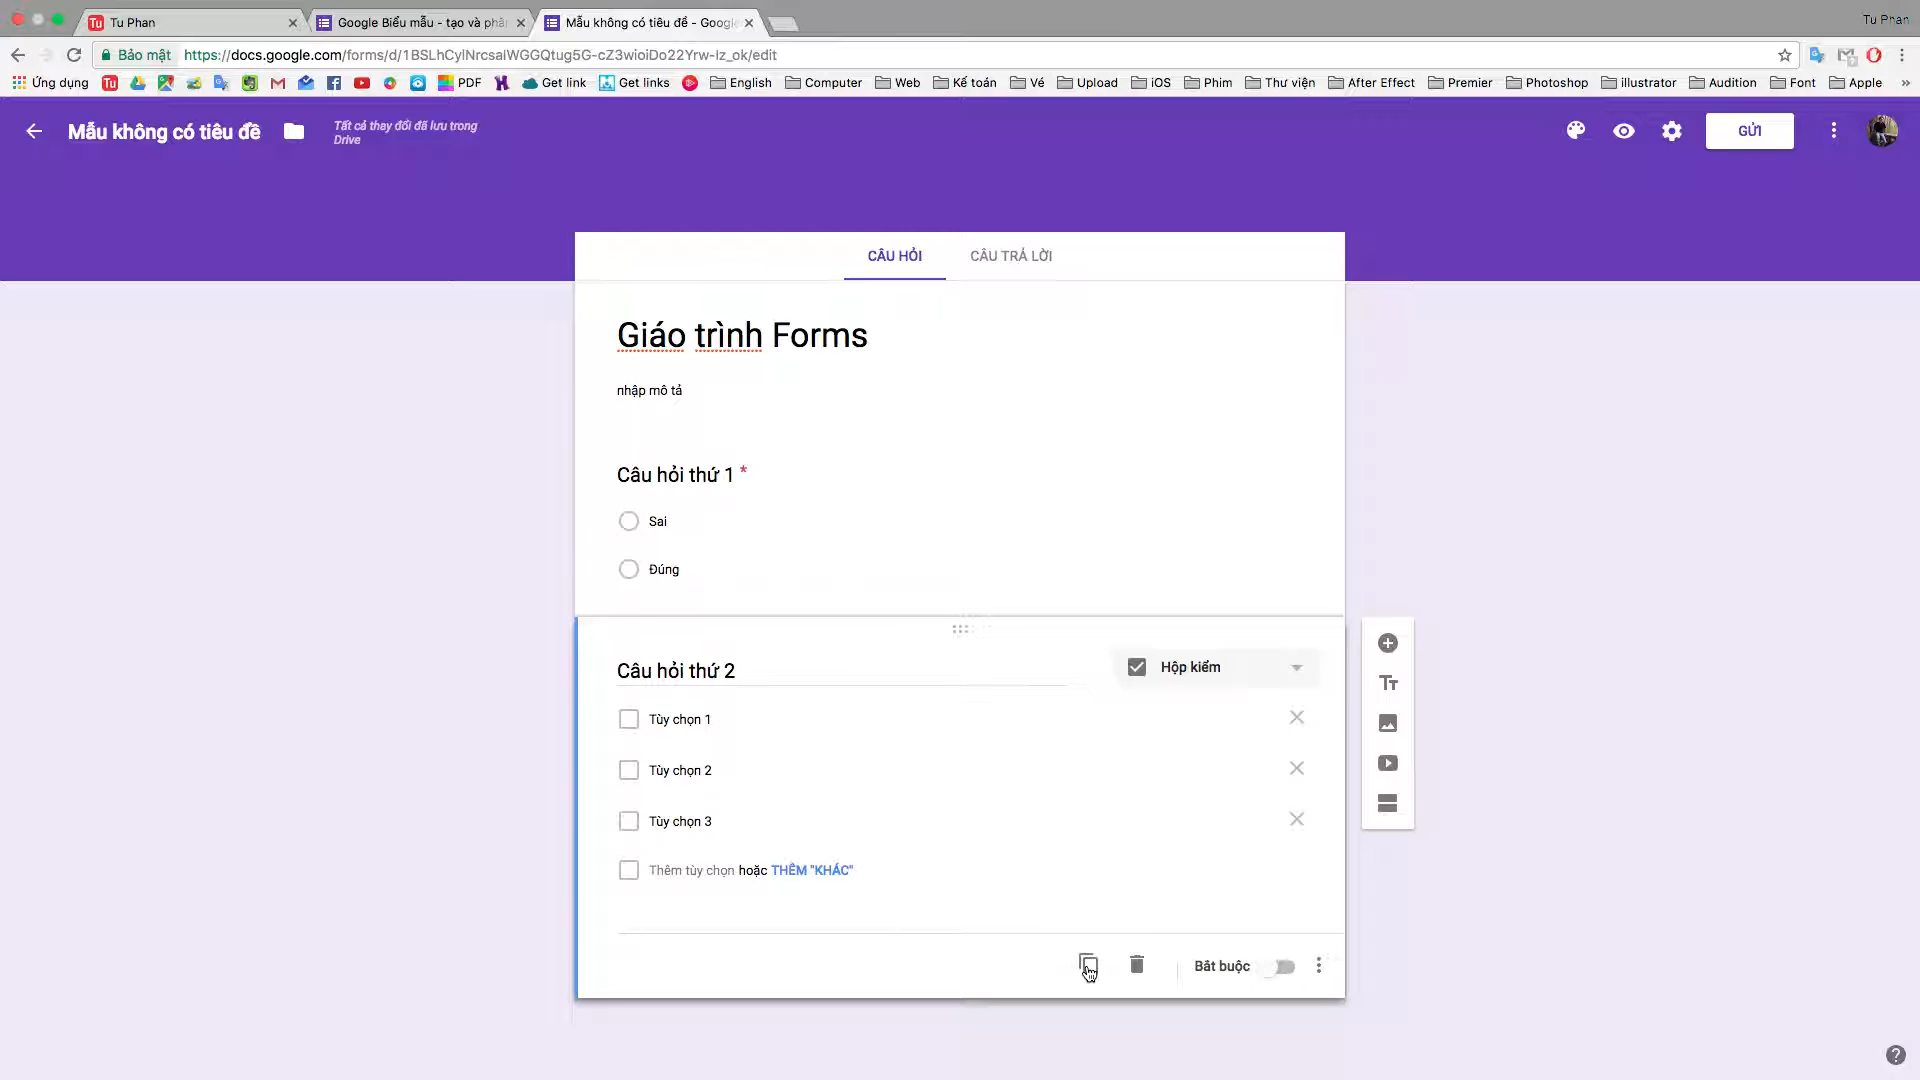 Tu Phan
Google Biểu mẫu - tạo và phâ
Mẫu không có tiêu đề - Google
Tu Phan
Bảo mật
https://docs.google.com/forms/d/1BSLhCylNrcsaiWGGQtug5G-cZ3wioiDo22Yrw-Iz_ok/edit
Ứng dụng
PDF
Get link
Get links
English
Computer
Web
Kế toán
Vé
Upload
iOS
Phim
Thư viện
After Effect
Premier
Photoshop
illustrator
Audition
Font
Apple
»
Mẫu không có tiêu đề
Tất cả thay đổi đã lưu trong
Drive
GỬI
CÂU HỎI
CÂU TRẢ LỜI
Giáo trình Forms
nhập mô tả
Câu hỏi thứ 1 *
Sai
Đúng
Câu hỏi thứ 2
Hộp kiểm
Tùy chọn 1
Tùy chọn 2
Tùy chọn 3
Thêm tùy chọn hoặc THÊM "KHÁC"
Bắt buộc